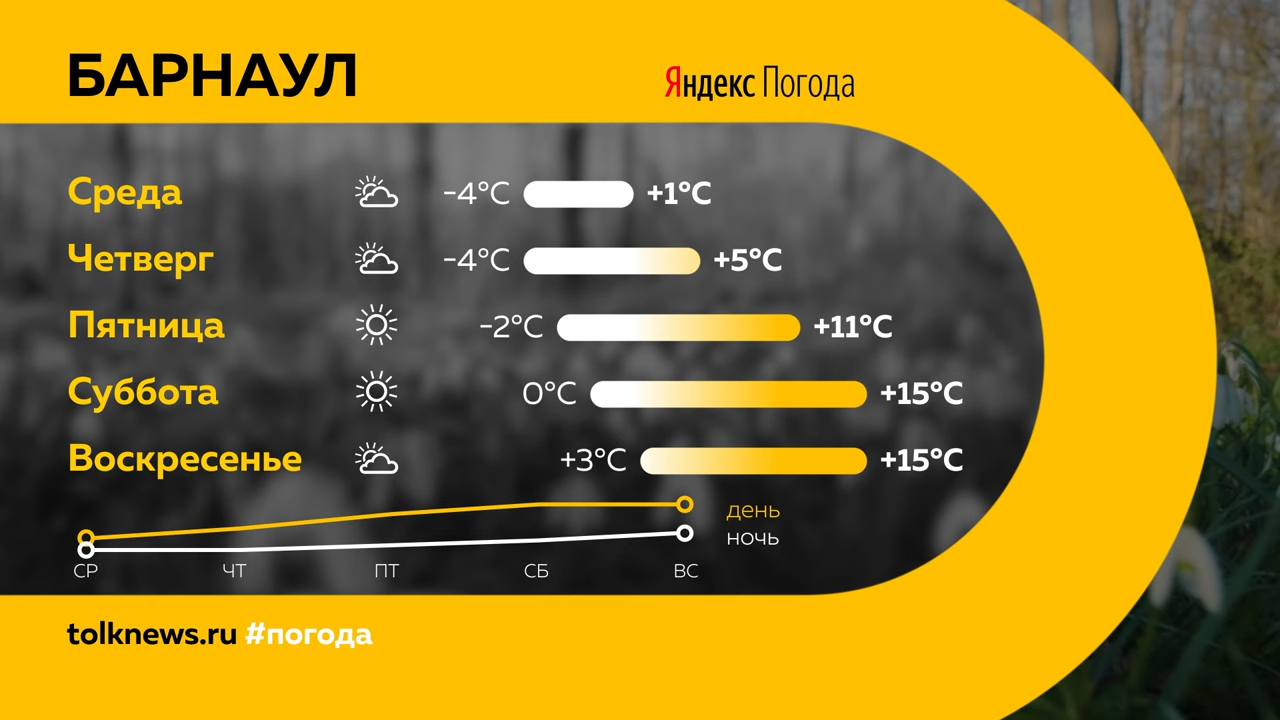 БАРНАУЛ
Яндекс Погода
Среда −4°C +1°C
Четверг −4°C +5°C
Пятница −2°C +11°C
Суббота 0°C +15°C
Воскресенье +3°C +15°C
день
ночь
СР ЧТ ПТ СБ ВС
tolknews.ru #погода